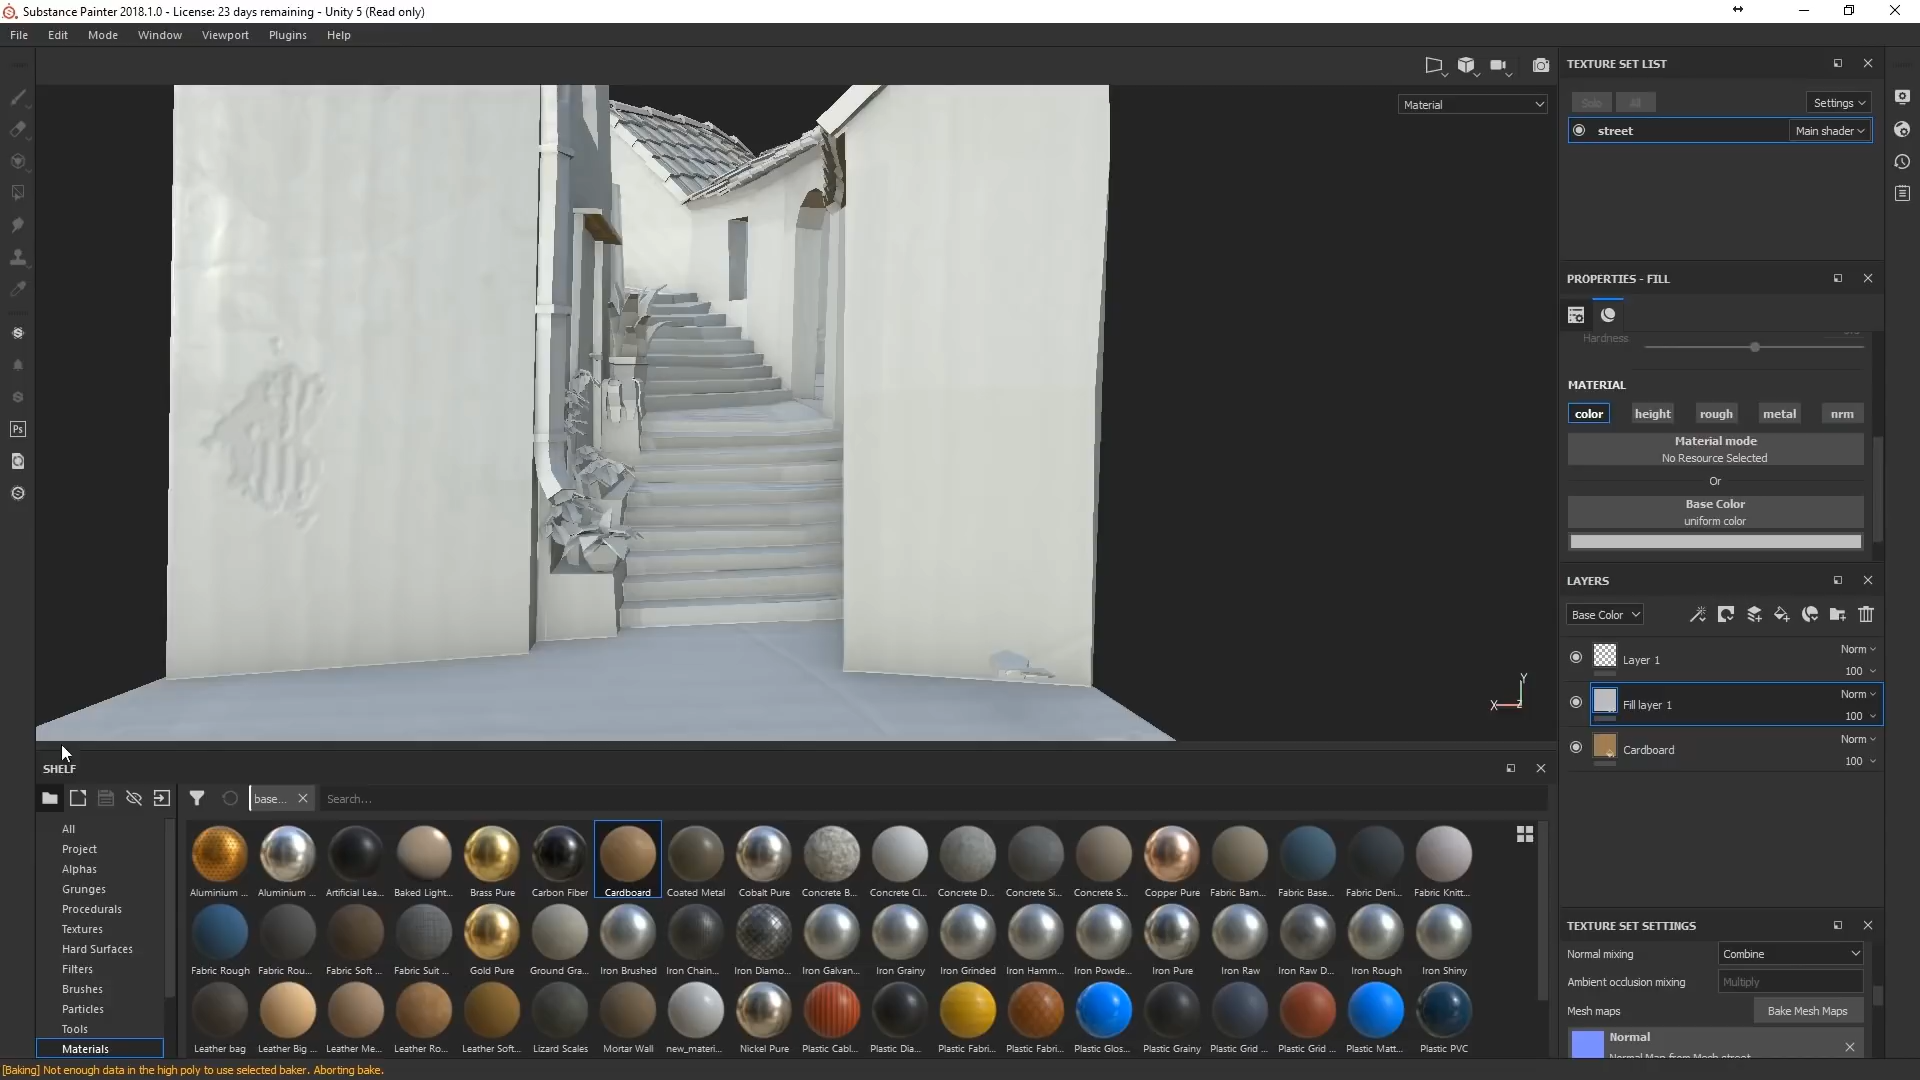 Substance Painter 2018.1.0 - License: 23 days remaining - Unity 5 (Read only)
File Edit Mode Window Viewport Plugins Help
TEXTURE SET LIST
Material
Solo All Settings
street Main shader
PROPERTIES - FILL
Hardness
MATERIAL
color height rough metal nrm
Material mode
No Resource Selected
Or
Base Color
uniform color
LAYERS
Base Color
Layer 1 Norm
100
Fill layer 1 Norm
100
Cardboard Norm
100
Y
X Z
Ps
SHELF
base... Search...
All
Project
Alphas
Grunges
Procedurals
Textures
Hard Surfaces
Filters
Brushes
Particles
Tools
Materials
Aluminium ... Aluminium ... Artificial Lea... Baked Light... Brass Pure Carbon Fiber Cardboard Coated Metal Cobalt Pure Concrete B... Concrete Cl... Concrete D... Concrete Si... Concrete S... Copper Pure Fabric Bam... Fabric Base... Fabric Deni... Fabric Knitt...
Fabric Rough Fabric Rou... Fabric Soft ... Fabric Suit ... Gold Pure Ground Gra... Iron Brushed Iron Chain... Iron Diamo... Iron Galvan... Iron Grainy Iron Grinded Iron Hamm... Iron Powde... Iron Pure Iron Raw Iron Raw D... Iron Rough Iron Shiny
Leather bag Leather Big ... Leather Me... Leather Ro... Leather Soft... Lizard Scales Mortar Wall new_materi... Nickel Pure Plastic Cabl... Plastic Dia... Plastic Fabri... Plastic Fabri... Plastic Glos... Plastic Grainy Plastic Grid ... Plastic Grid ... Plastic Matt... Plastic PVC
TEXTURE SET SETTINGS
Normal mixing Combine
Ambient occlusion mixing Multiply
Mesh maps Bake Mesh Maps
Normal
Normal Map from Mesh street
[Baking] Not enough data in the high poly to use selected baker. Aborting bake.